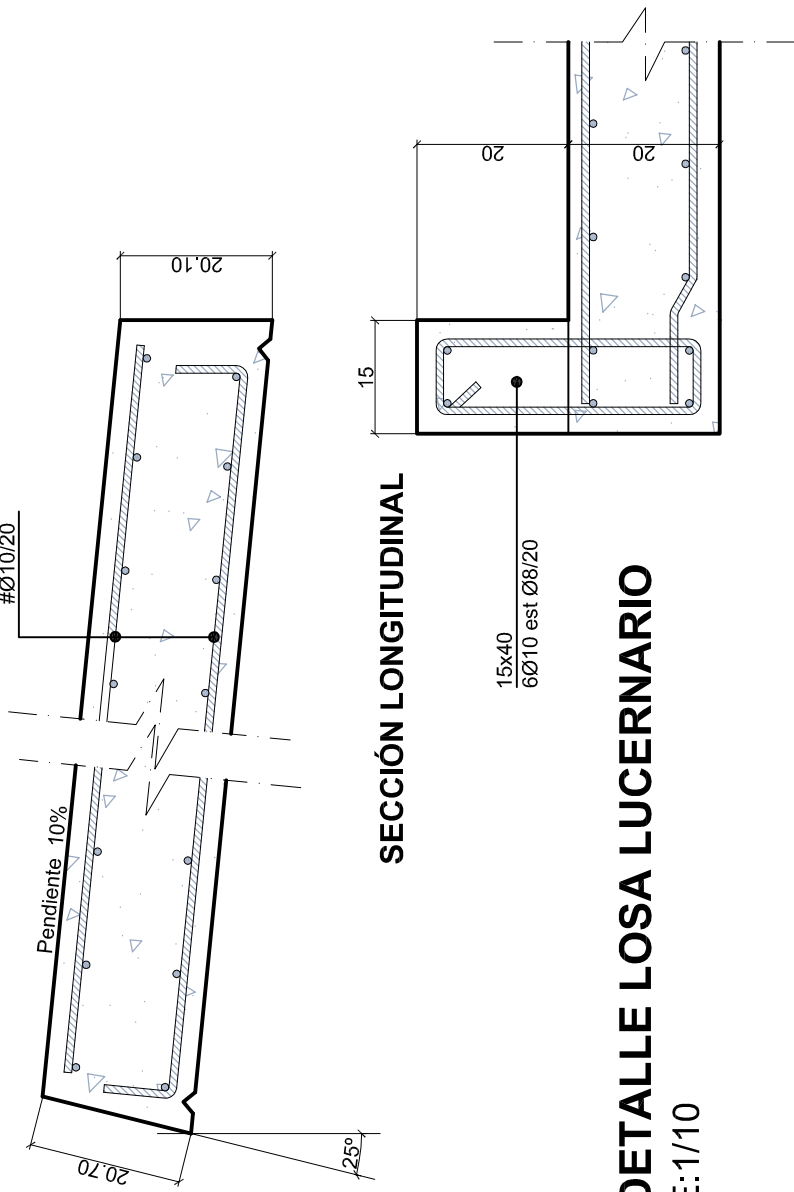 #Ø10/20
20.10
Pendiente 10%
20.70
25º
SECCIÓN LONGITUDINAL
20
20
15
15x40
6Ø10 est Ø8/20
DETALLE LOSA LUCERNARIO
E:1/10